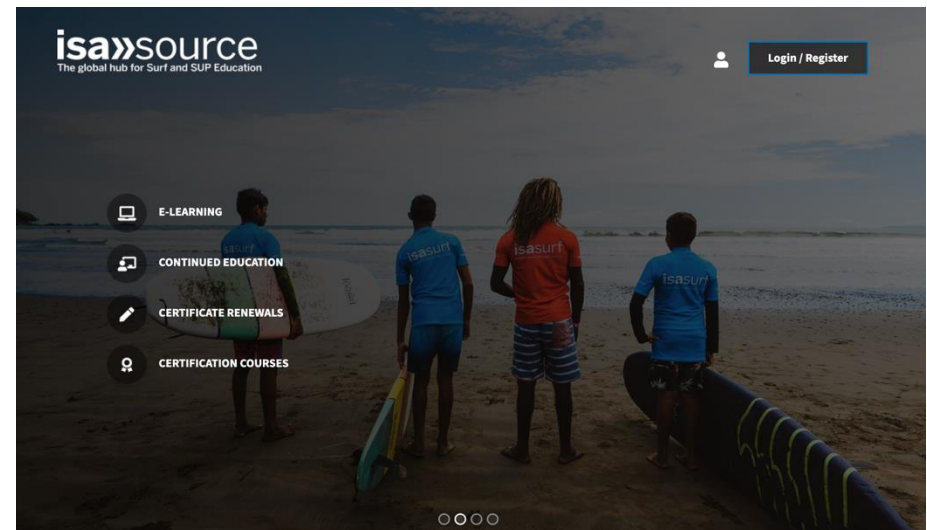 isa»source
The global hub for Surf and SUP Education
Login / Register
E-LEARNING
CONTINUED EDUCATION
CERTIFICATE RENEWALS
CERTIFICATION COURSES
isasurf
isasurf
isasurf
isasurf